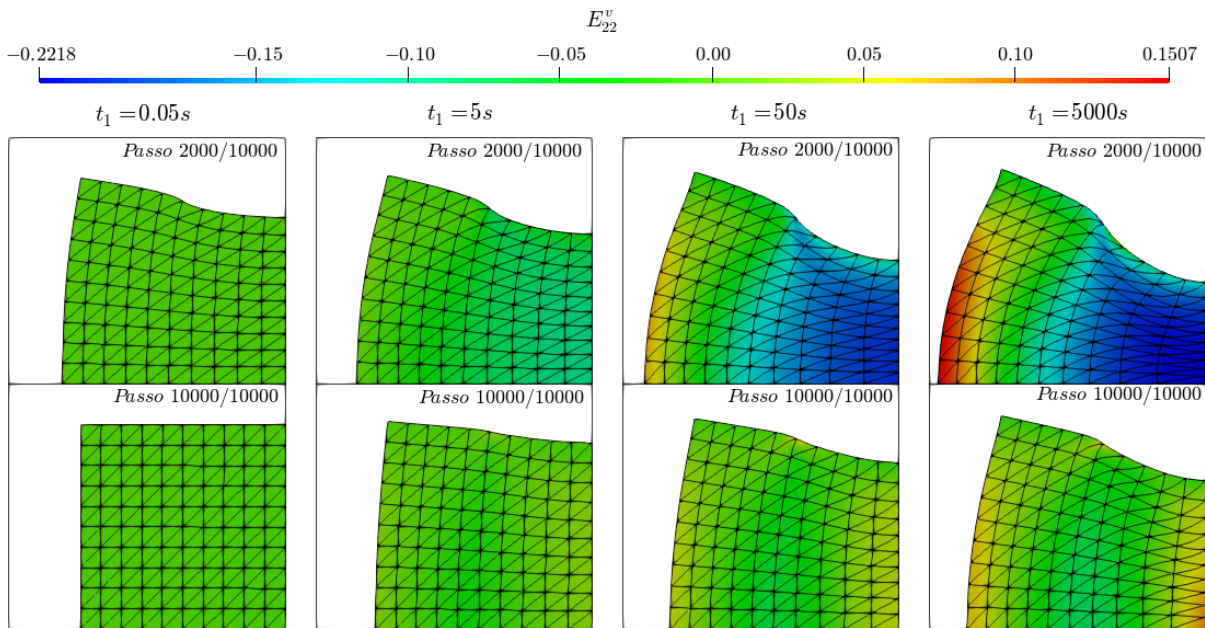 E^v_22
−0.2218 −0.15 −0.10 −0.05 0.00 0.05 0.10 0.1507
t_1 =0.05s t_1 =5s t_1 =50s t_1 =5000s
Passo 2000/10000 Passo 2000/10000 Passo 2000/10000 Passo 2000/10000
Passo 10000/10000 Passo 10000/10000 Passo 10000/10000 Passo 10000/10000